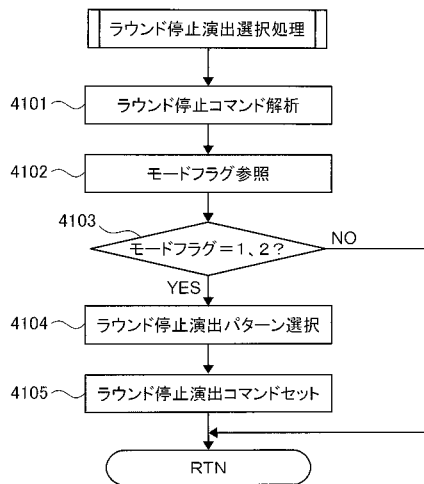 ラウンド停止演出選択処理
4101
ラウンド停止コマンド解析
4102
モードフラグ参照
4103
モードフラグ=1、2?
NO
YES
4104
ラウンド停止演出パターン選択
4105
ラウンド停止演出コマンドセット
RTN